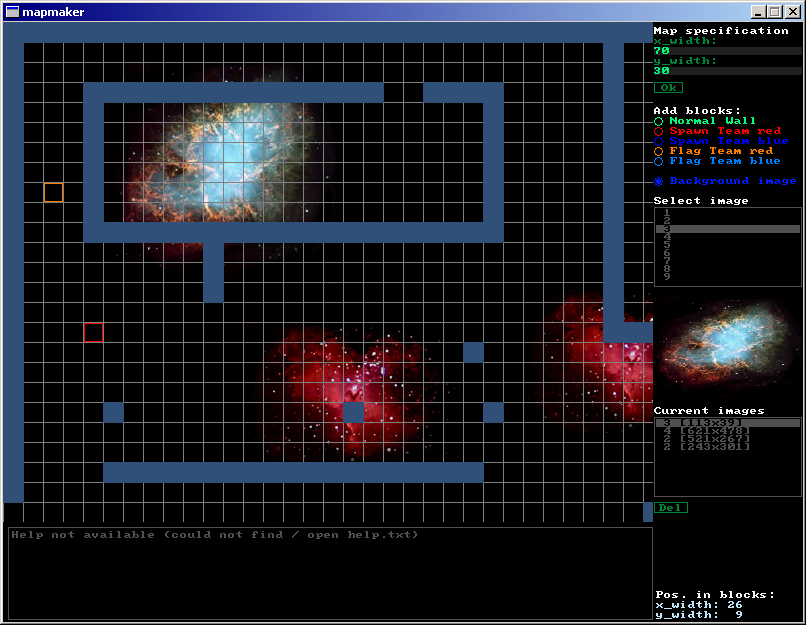 mapmaker
Map specification
x_width:
70
y_width:
30
Ok
Add blocks:
Normal Wall
Spawn Team red
Spawn Team blue
Flag Team red
Flag Team blue
Background image
Select image
1
2
3
4
5
6
7
8
9
Current images
3 [113x39]
4 [621x478]
2 [521x267]
2 [243x301]
Del
Help not available (could not find / open help.txt)
Pos. in blocks:
x_width: 26
y_width: 9